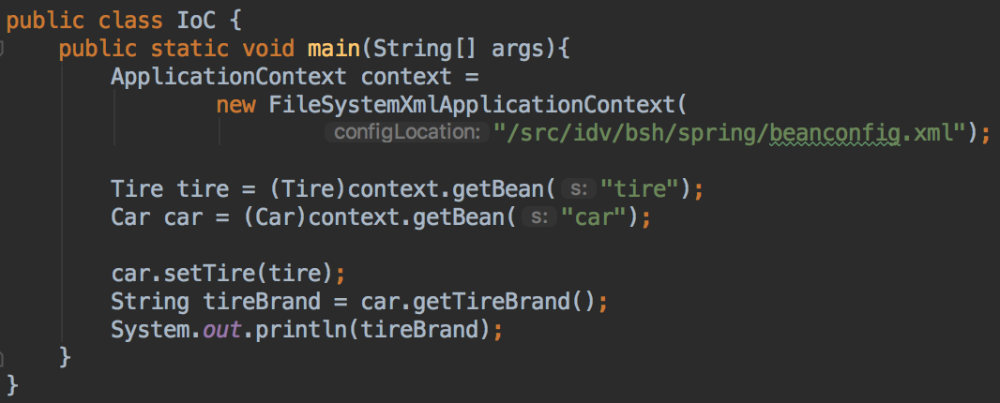 public class IoC {
public static void main(String[] args){
ApplicationContext context =
new FileSystemXmlApplicationContext(
configLocation: "/src/idv/bsh/spring/beanconfig.xml");
Tire tire = (Tire)context.getBean( s: "tire");
Car car = (Car)context.getBean( s: "car");
car.setTire(tire);
String tireBrand = car.getTireBrand();
System.out.println(tireBrand);
}
}